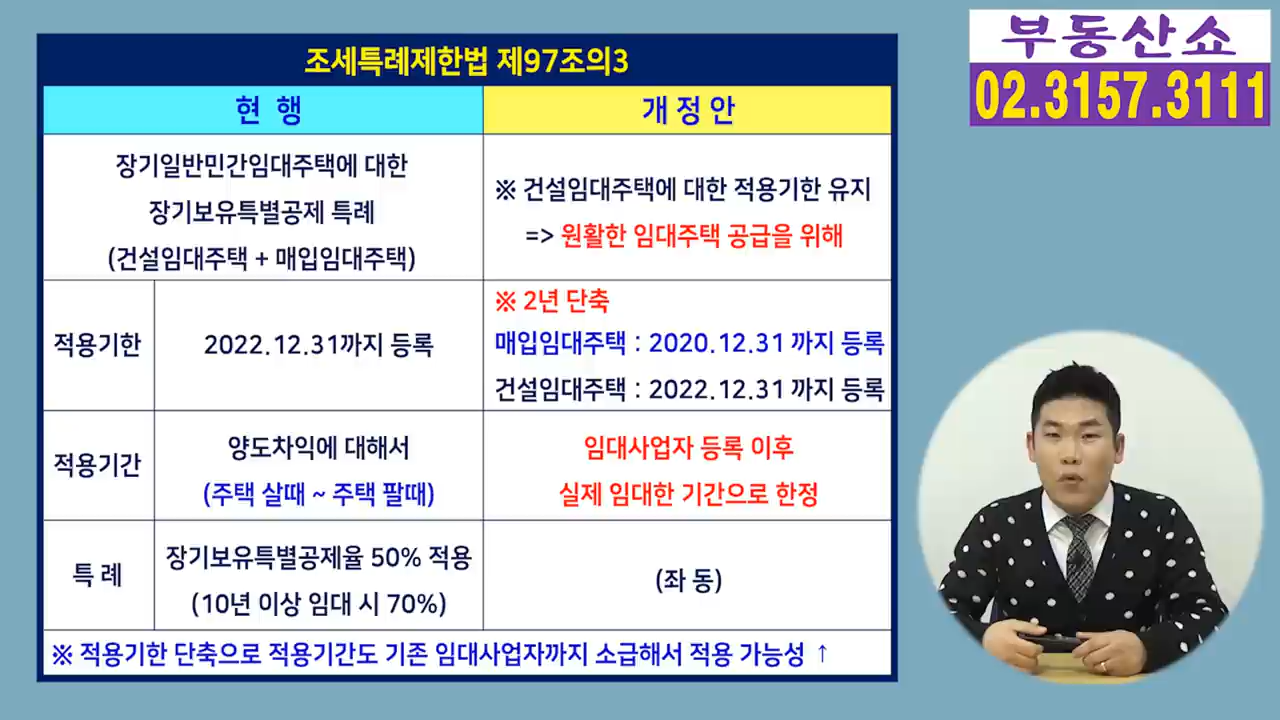 부동산쇼
02.3157.3111
조세특례제한법 제97조의3
현 행
개 정 안
장기일반민간임대주택에 대한
장기보유특별공제 특례
(건설임대주택 + 매입임대주택)
※ 건설임대주택에 대한 적용기한 유지
=> 원활한 임대주택 공급을 위해
적용기한
2022.12.31까지 등록
※ 2년 단축
매입임대주택 : 2020.12.31 까지 등록
건설임대주택 : 2022.12.31 까지 등록
적용기간
양도차익에 대해서
(주택 살때 ~ 주택 팔때)
임대사업자 등록 이후
실제 임대한 기간으로 한정
특 례
장기보유특별공제율 50% 적용
(10년 이상 임대 시 70%)
(좌 동)
※ 적용기한 단축으로 적용기간도 기존 임대사업자까지 소급해서 적용 가능성 ↑